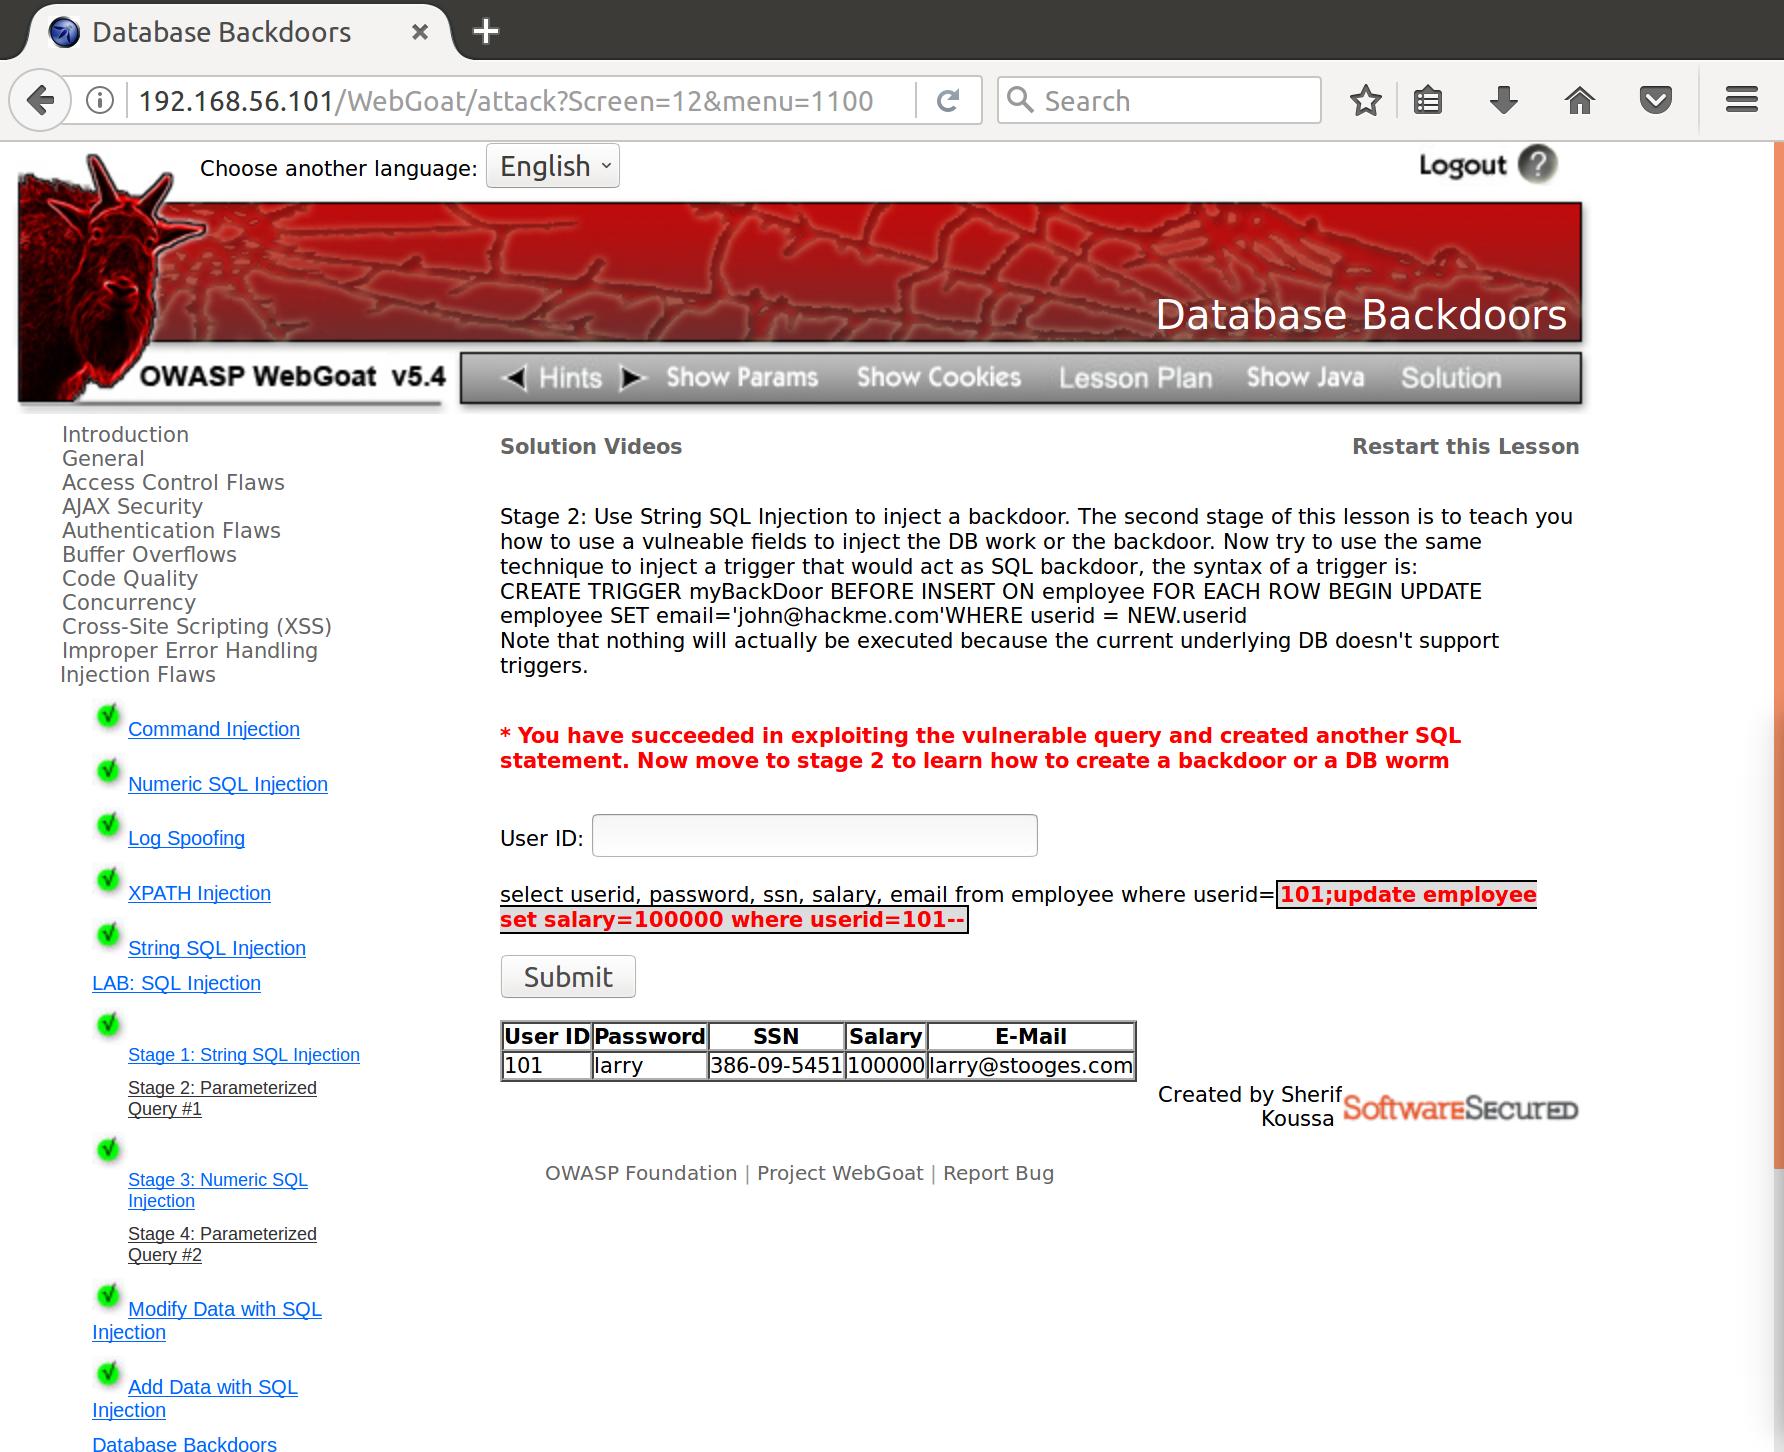 Database Backdoors
192.168.56.101/WebGoat/attack?Screen=12&menu=1100
Search
Choose another language: English
Logout ?
Database Backdoors
OWASP WebGoat v5.4
Hints
Show Params
Show Cookies
Lesson Plan
Show Java
Solution
Introduction
General
Access Control Flaws
AJAX Security
Authentication Flaws
Buffer Overflows
Code Quality
Concurrency
Cross-Site Scripting (XSS)
Improper Error Handling
Injection Flaws
Command Injection
Numeric SQL Injection
Log Spoofing
XPATH Injection
String SQL Injection
LAB: SQL Injection
Stage 1: String SQL Injection
Stage 2: Parameterized
Query #1
Stage 3: Numeric SQL
Injection
Stage 4: Parameterized
Query #2
Modify Data with SQL
Injection
Add Data with SQL
Injection
Database Backdoors
Solution Videos
Restart this Lesson
Stage 2: Use String SQL Injection to inject a backdoor. The second stage of this lesson is to teach you
how to use a vulneable fields to inject the DB work or the backdoor. Now try to use the same
technique to inject a trigger that would act as SQL backdoor, the syntax of a trigger is:
CREATE TRIGGER myBackDoor BEFORE INSERT ON employee FOR EACH ROW BEGIN UPDATE
employee SET email='john@hackme.com'WHERE userid = NEW.userid
Note that nothing will actually be executed because the current underlying DB doesn't support
triggers.
* You have succeeded in exploiting the vulnerable query and created another SQL
statement. Now move to stage 2 to learn how to create a backdoor or a DB worm
User ID:
select userid, password, ssn, salary, email from employee where userid=101;update employee
set salary=100000 where userid=101--
Submit
User ID Password SSN Salary E-Mail
101 larry 386-09-5451 100000 larry@stooges.com
Created by Sherif
Koussa
SoftwareSecured
OWASP Foundation | Project WebGoat | Report Bug